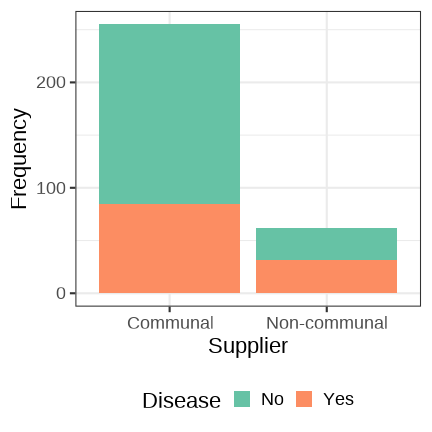 Frequency
200
100
0
Communal Non-communal
Supplier
Disease No Yes